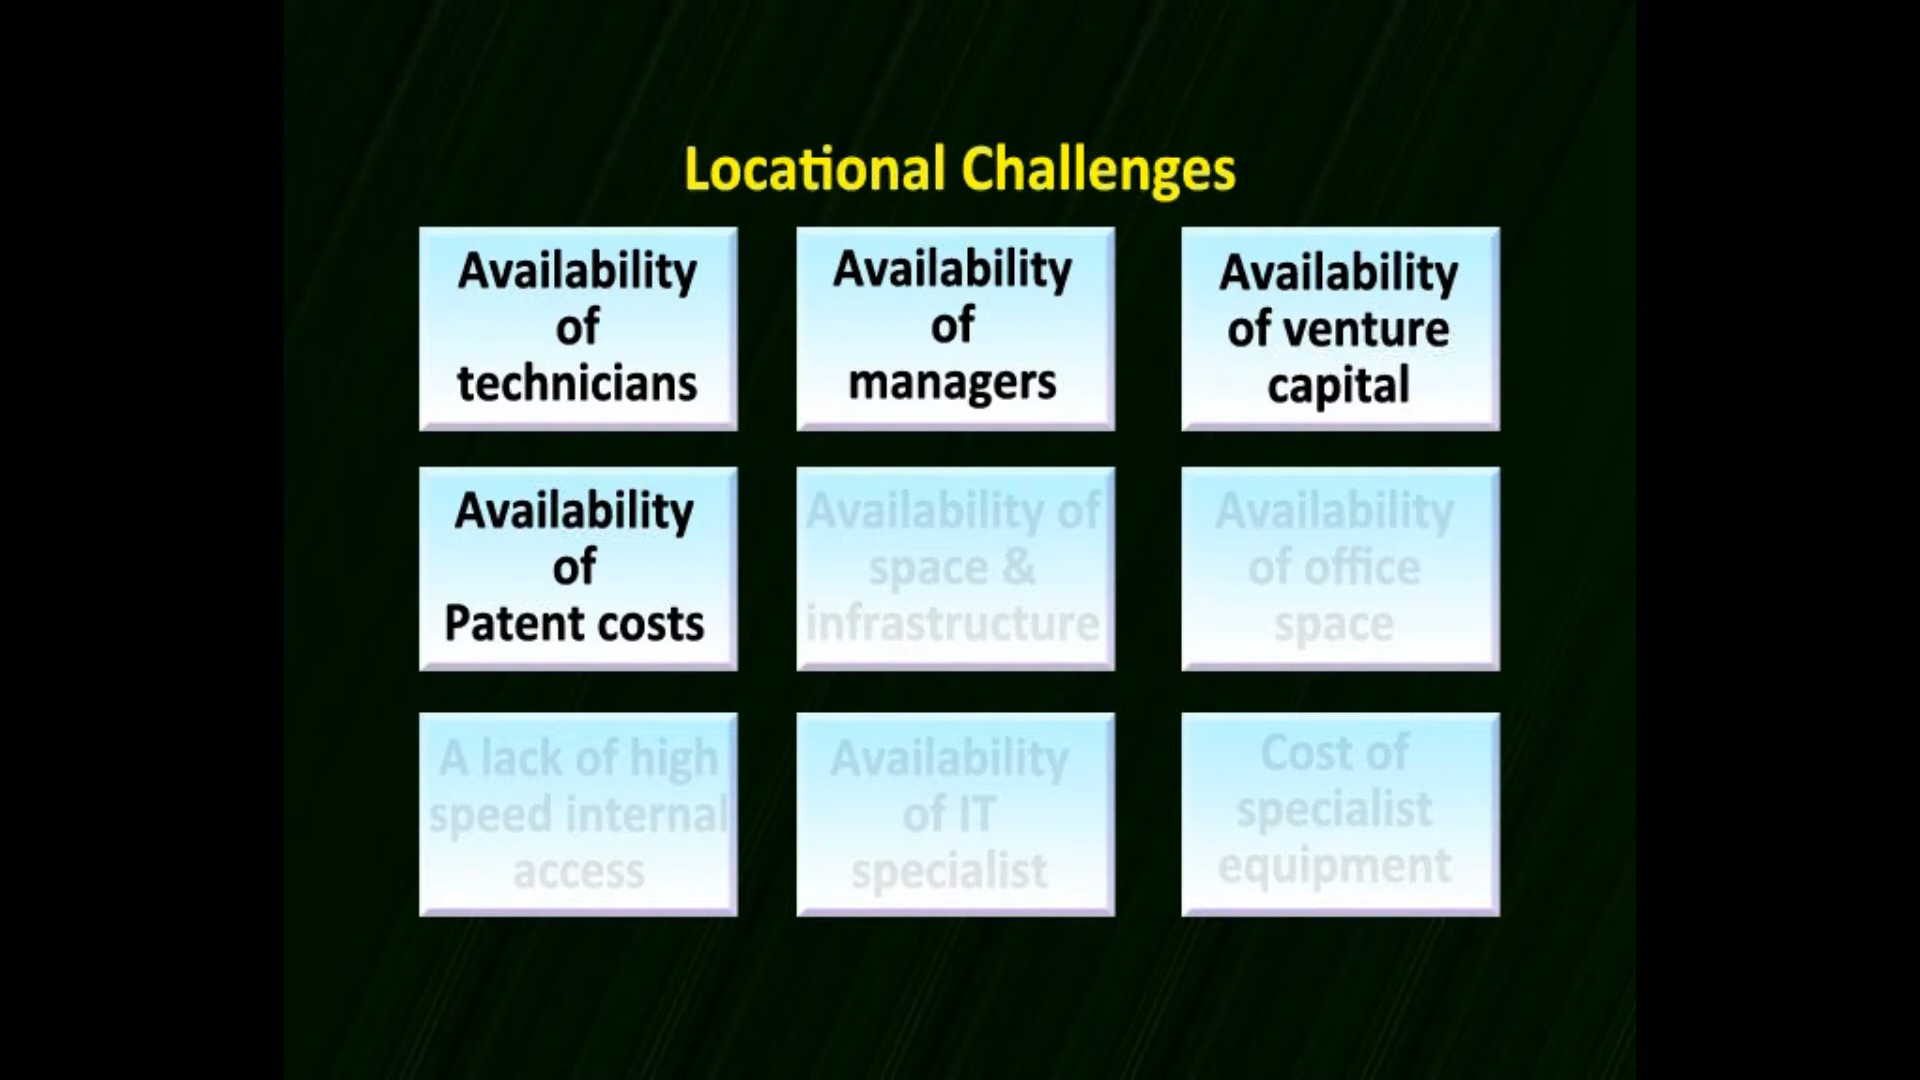 Locational Challenges
Availability
of
technicians
Availability
of
managers
Availability
of venture
capital
Availability
of
Patent costs
Availability of
space &
infrastructure
Availability
of office
space
A lack of high
speed internal
access
Availability
of IT
specialist
Cost of
specialist
equipment